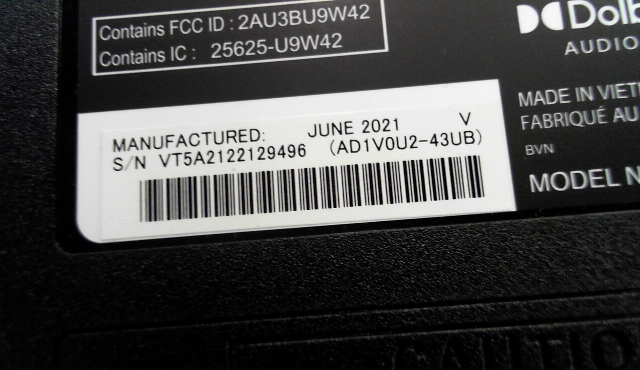 Contains FCC ID : 2AU3BU9W42
Contains IC : 25625-U9W42
AUDIO
MANUFACTURED: JUNE 2021 V
S/N VT5A2122129496 (AD1V0U2-43UB)
MADE IN VIET
FABRIQUÉ AU
BVN
MODEL N